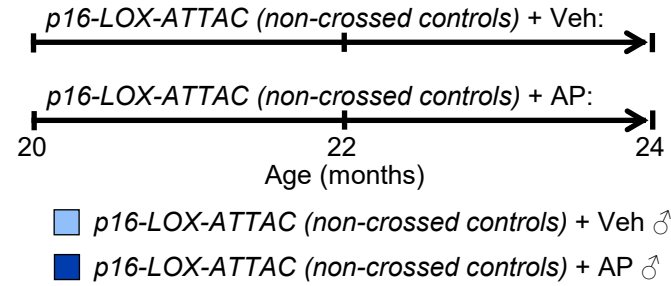 p16-LOX-ATTAC (non-crossed controls) + Veh:
p16-LOX-ATTAC (non-crossed controls) + AP:
20 22 24
Age (months)
p16-LOX-ATTAC (non-crossed controls) + Veh ♂
p16-LOX-ATTAC (non-crossed controls) + AP ♂